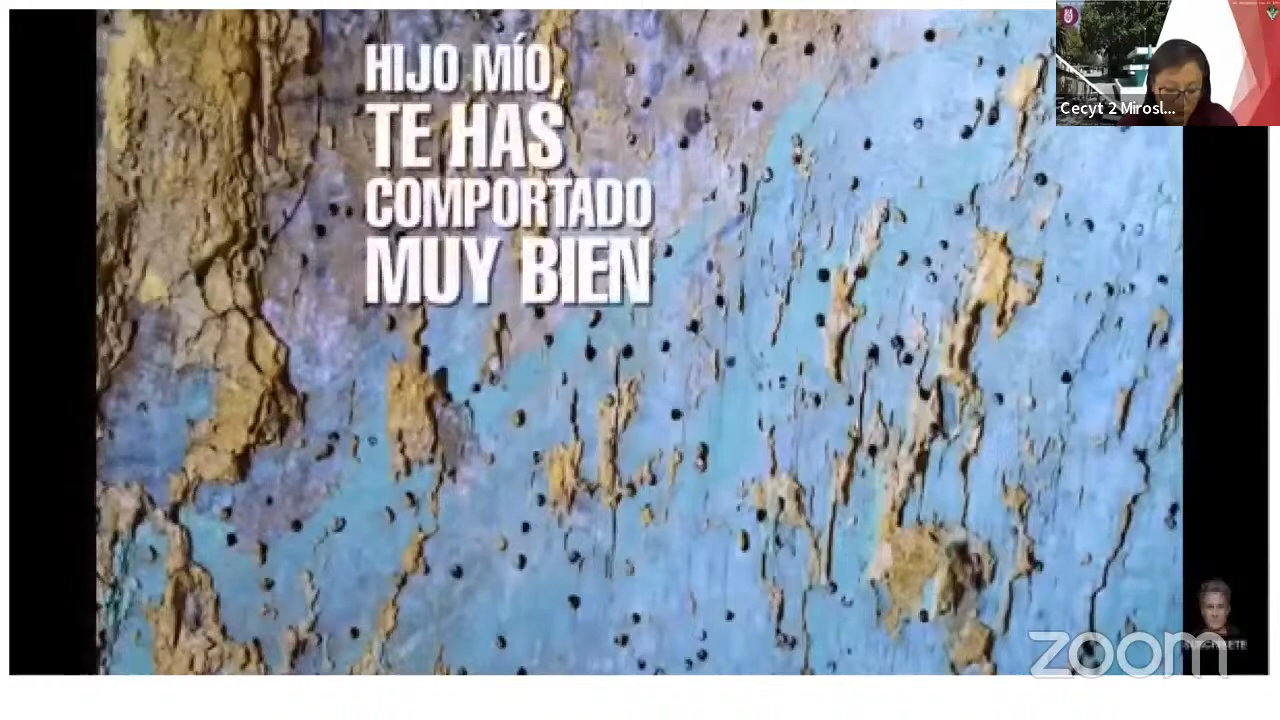 HIJO MÍO,
TE HAS
COMPORTADO
MUY BIEN
Cecyt 2 Mirosl...
zoom